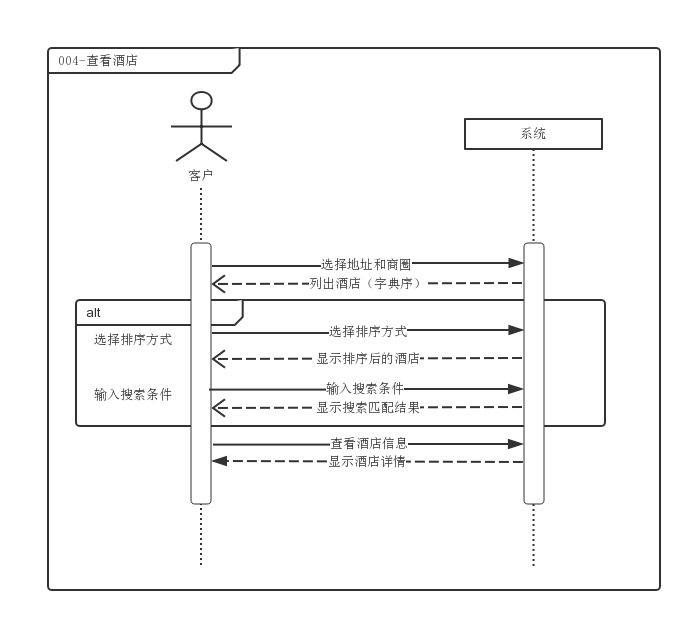 004-查看酒店
系统
客户
选择地址和商圈
列出酒店（字典序）
alt
选择排序方式
选择排序方式
显示排序后的酒店
输入搜索条件
输入搜索条件
显示搜索匹配结果
查看酒店信息
显示酒店详情